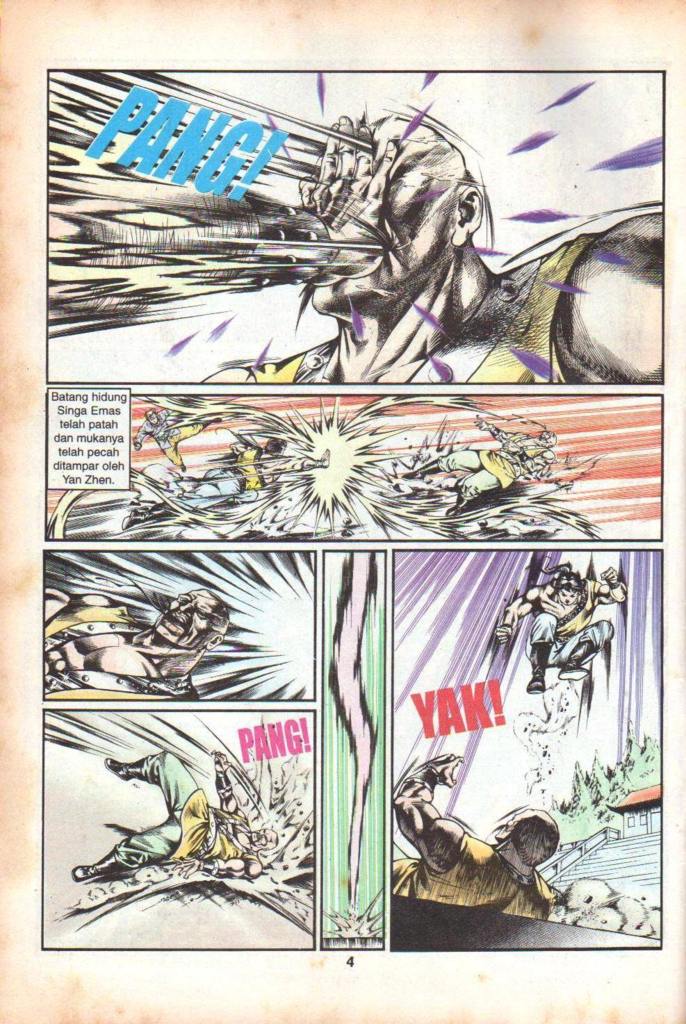 PANG!
Batang hidung
Singa Emas
telah patah
dan mukanya
telah pecah
ditampar oleh
Yan Zhen.
PANG!
YAK!
4